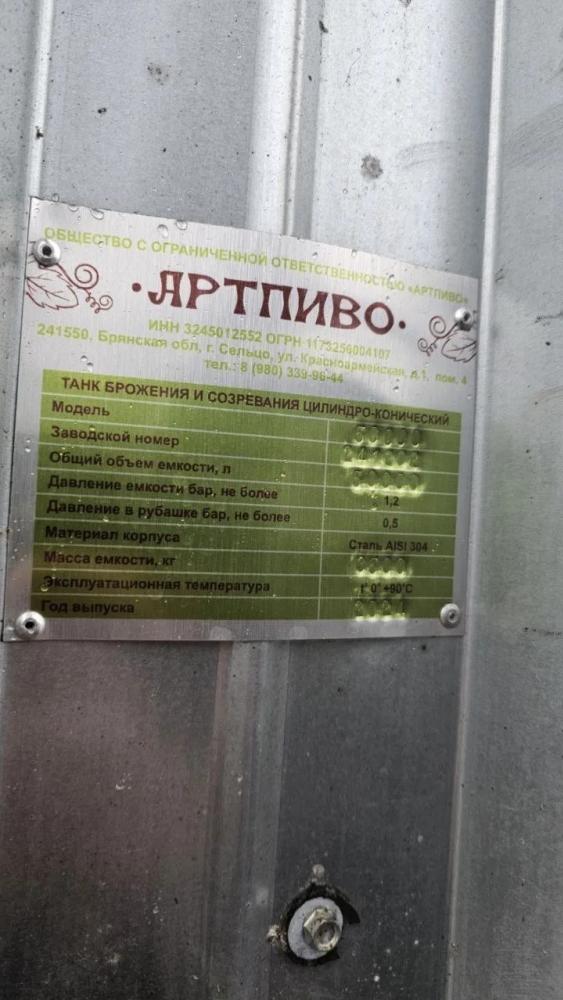 ОБЩЕСТВО С ОГРАНИЧЕННОЙ ОТВЕТСТВЕННОСТЬЮ «АРТПИВО»
·АРТПИВО·
ИНН 3245012552 ОГРН 1173256004107
241550, Брянская обл, г. Сельцо, ул. Красноармейская, д.1, пом. 4
тел.: 8 (980) 339-96-44
ТАНК БРОЖЕНИЯ И СОЗРЕВАНИЯ ЦИЛИНДРО-КОНИЧЕСКИЙ
Модель
Заводской номер
Общий объем емкости, л
Давление емкости бар, не более 1,2
Давление в рубашке бар, не более 0,5
Материал корпуса Сталь AISI 304
Масса емкости, кг
Эксплуатационная температура t° 0° +90°C
Год выпуска